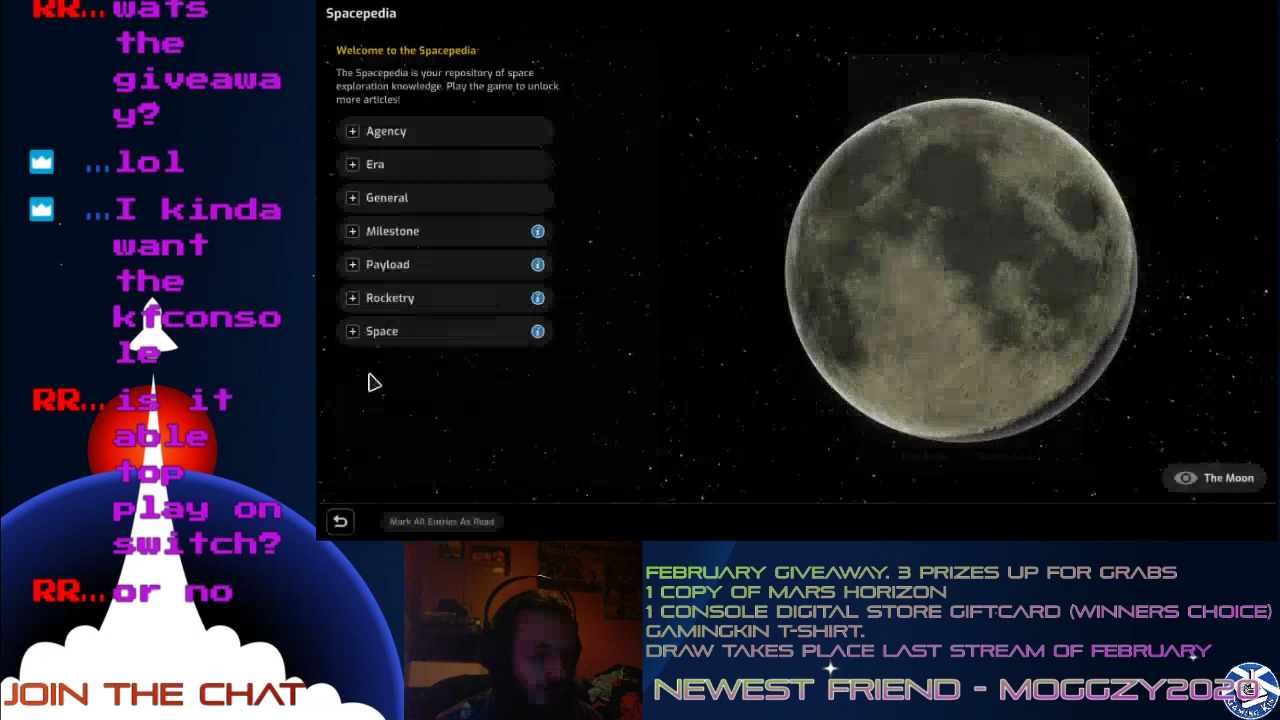 RR... wats
the
giveawa
y?
...lol
...I kinda
want
the
kfconso
le
RR... is it
able
top
play on
switch?
RR... or no
JOIN THE CHAT
Spacepedia
Welcome to the Spacepedia
The Spacepedia is your repository of space
exploration knowledge. Play the game to unlock
more articles!
Agency
Era
General
Milestone
Payload
Rocketry
Space
The Moon
Mark All Entries As Read
FEBRUARY GIVEAWAY. 3 PRIZES UP FOR GRABS
1 COPY OF MARS HORIZON
1 CONSOLE DIGITAL STORE GIFTCARD (WINNERS CHOICE)
GAMINGKIN T-SHIRT.
DRAW TAKES PLACE LAST STREAM OF FEBRUARY
NEWEST FRIEND - MOGGZY2020